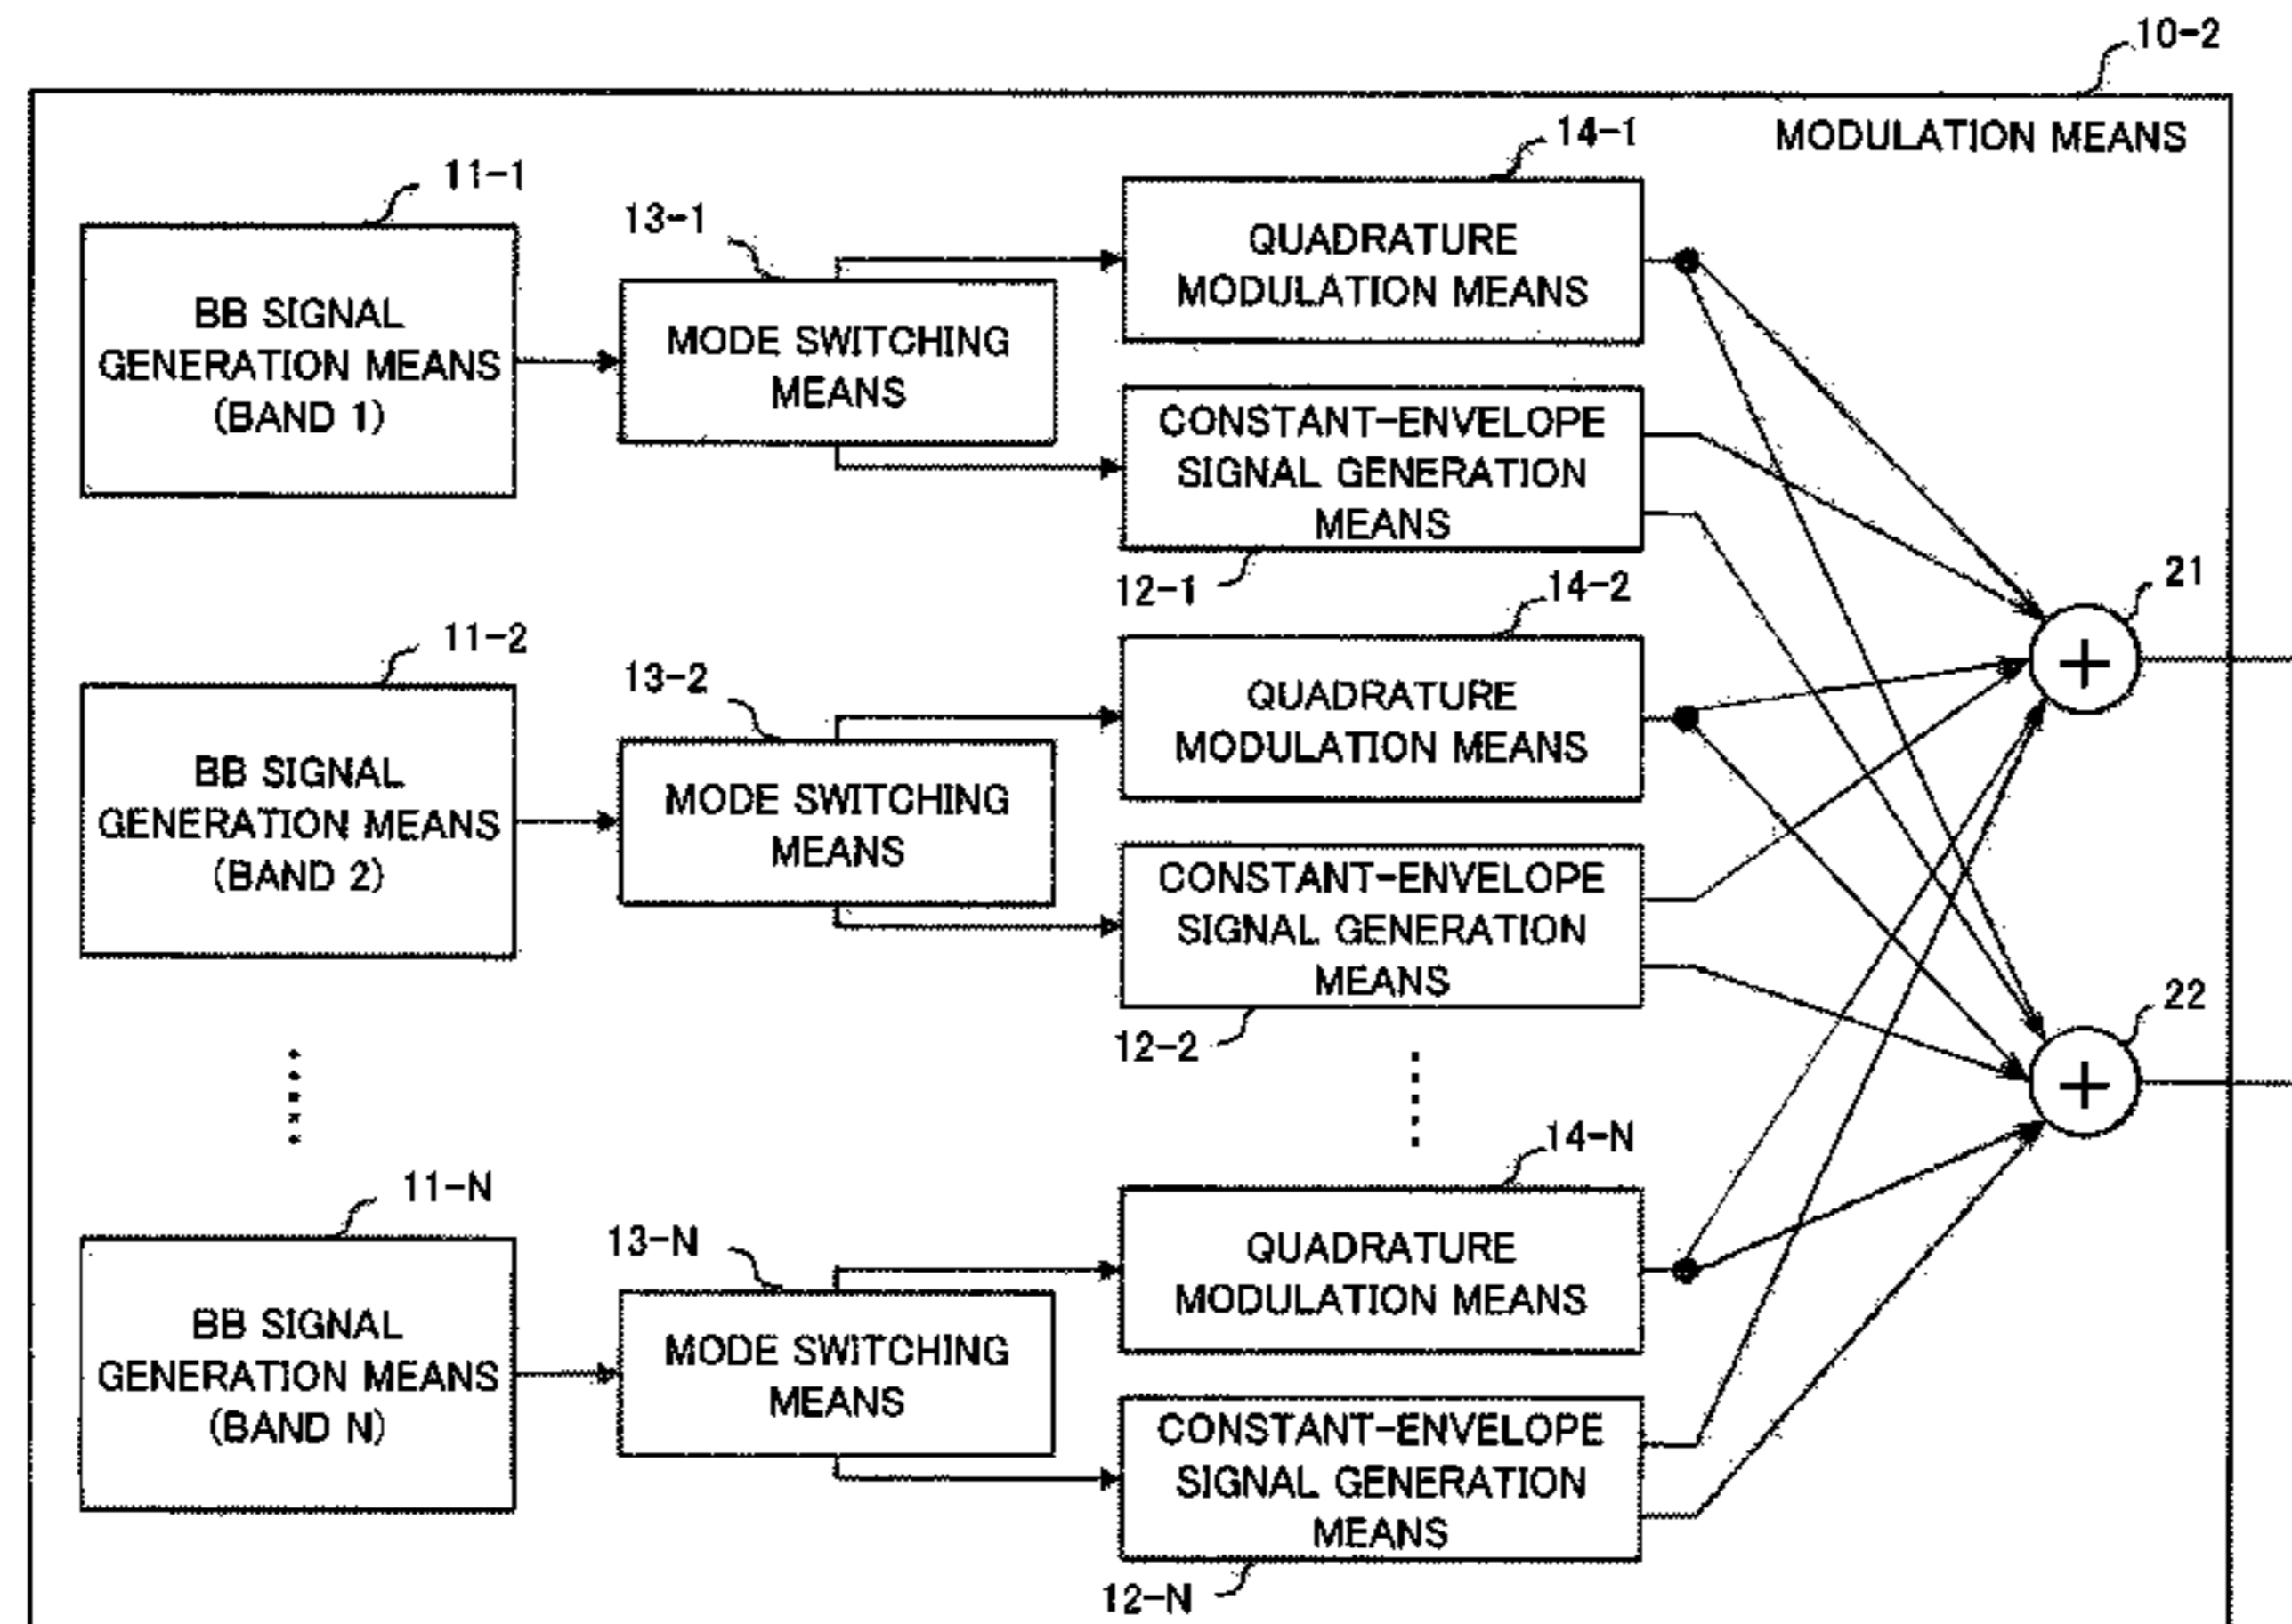 10-2
MODULATION MEANS
11-1
BB SIGNAL
GENERATION MEANS
(BAND 1)
13-1
MODE SWITCHING
MEANS
14-1
QUADRATURE
MODULATION MEANS
CONSTANT-ENVELOPE
SIGNAL GENERATION
MEANS
12-1
21
+
11-2
BB SIGNAL
GENERATION MEANS
(BAND 2)
13-2
MODE SWITCHING
MEANS
14-2
QUADRATURE
MODULATION MEANS
CONSTANT-ENVELOPE
SIGNAL GENERATION
MEANS
12-2
22
+
11-N
BB SIGNAL
GENERATION MEANS
(BAND N)
13-N
MODE SWITCHING
MEANS
14-N
QUADRATURE
MODULATION MEANS
CONSTANT-ENVELOPE
SIGNAL GENERATION
MEANS
12-N